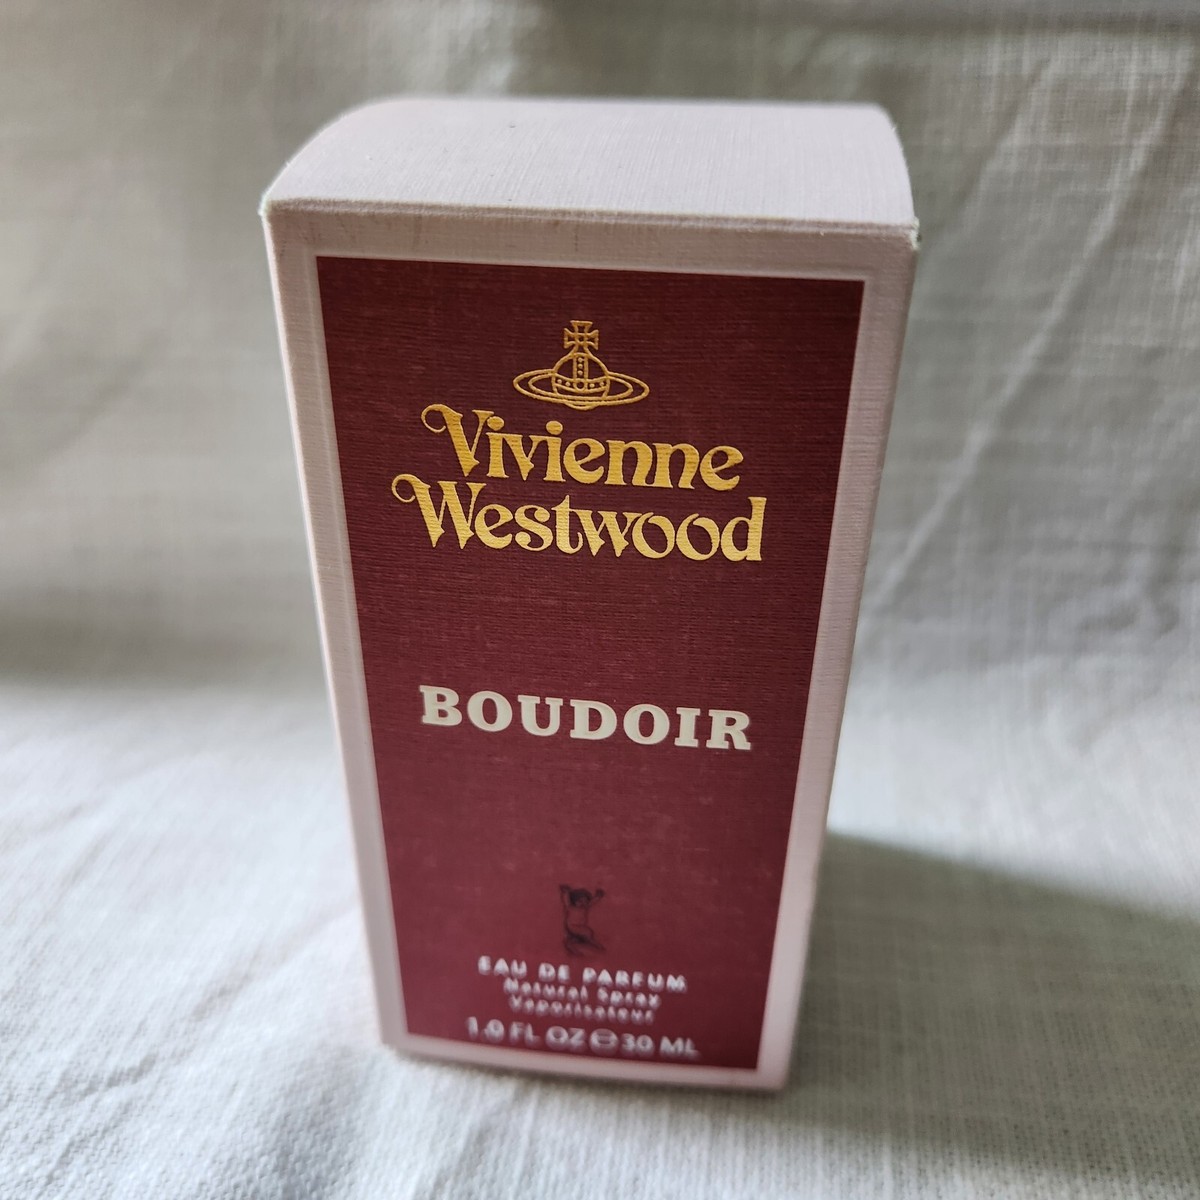 Vivienne
Westwood
BOUDOIR
EAU DE PARFUM
Natural Spray
Vaporisateur
1.0 FL OZ ℮ 30 ML